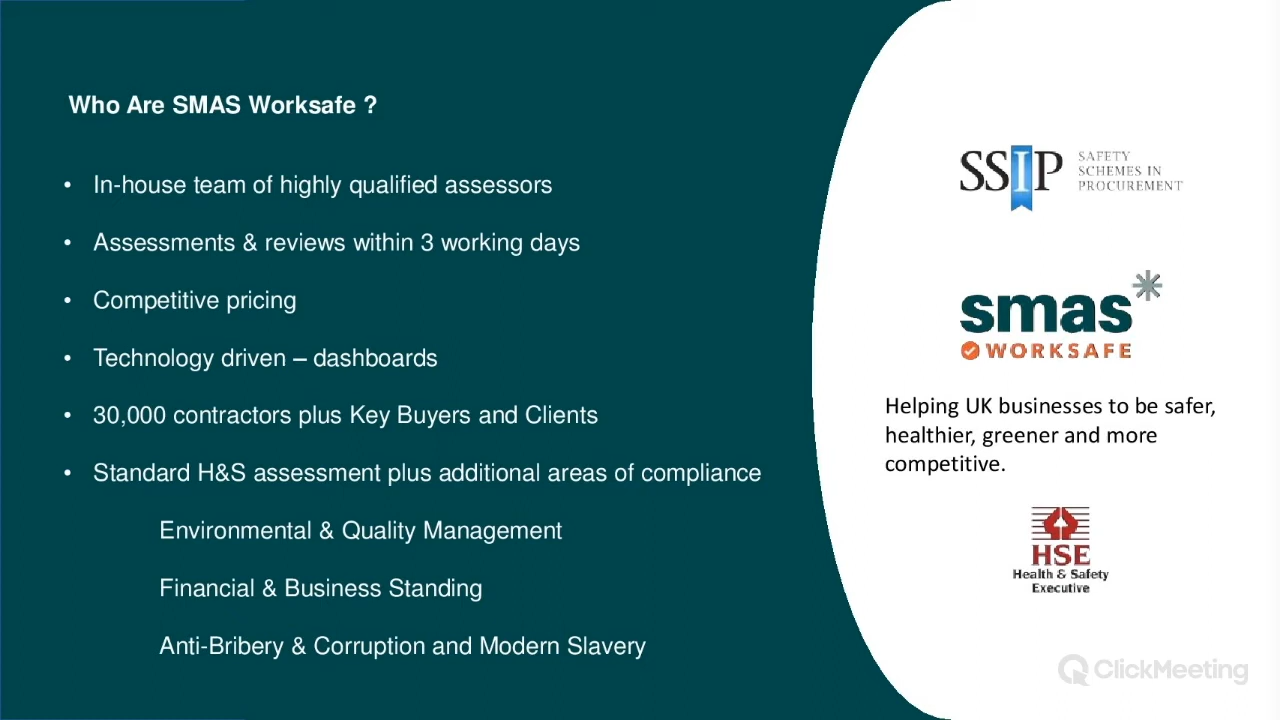 Who Are SMAS Worksafe ?
• In-house team of highly qualified assessors
• Assessments & reviews within 3 working days
• Competitive pricing
• Technology driven – dashboards
• 30,000 contractors plus Key Buyers and Clients
• Standard H&S assessment plus additional areas of compliance
Environmental & Quality Management
Financial & Business Standing
Anti-Bribery & Corruption and Modern Slavery
SSIP
SAFETY
SCHEMES IN
PROCUREMENT
smas
WORKSAFE
Helping UK businesses to be safer,
healthier, greener and more
competitive.
HSE
Health & Safety
Executive
ClickMeeting